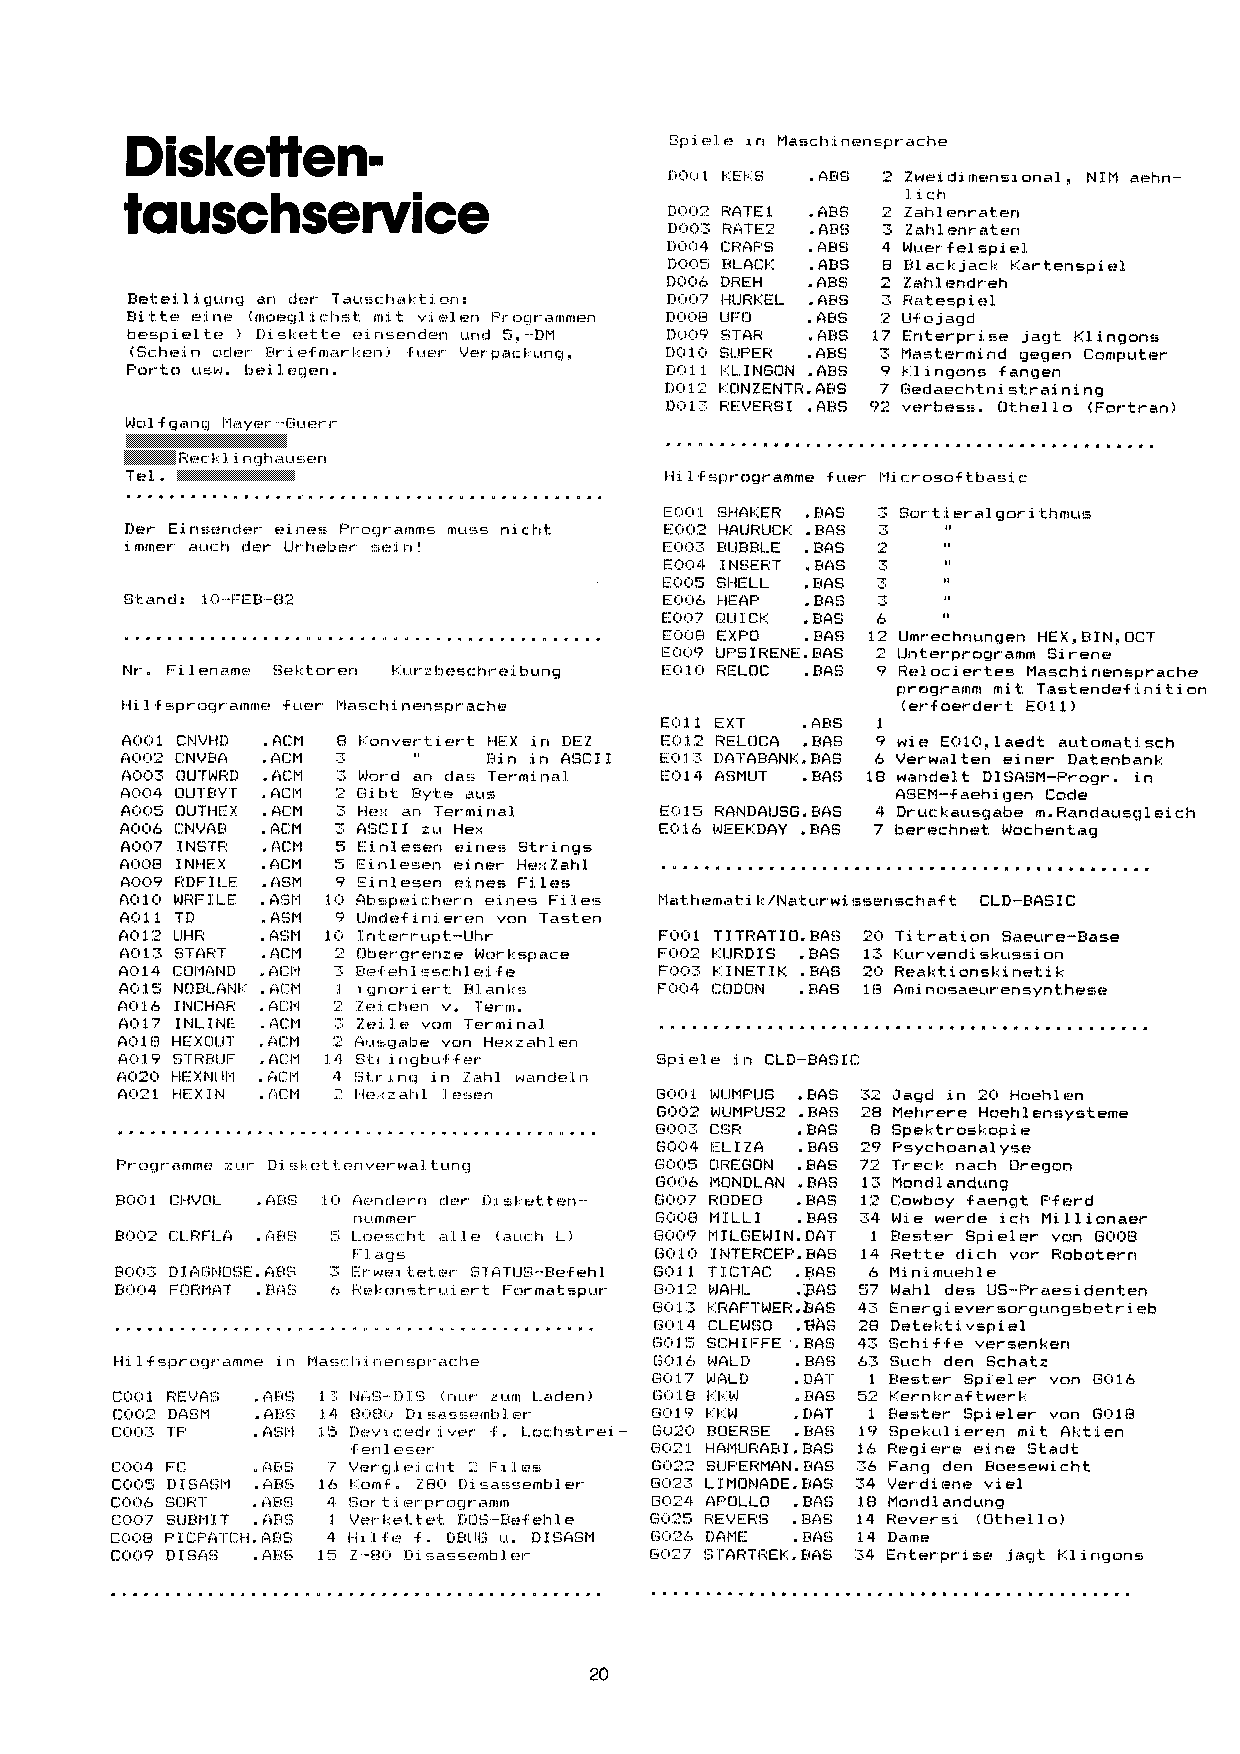 Disketten-
tauschservice
Beteiligung an der Tauschaktion:
Bitte eine (moeglichst mit vielen Programmen
bespielte ) Diskette einsenden und 5,-DM
(Schein oder Briefmarken) fuer Verpackung,
Porto usw. beilegen.
Wolfgang Mayer-Guerr
Recklinghausen
Tel.
Der Einsender eines Programms muss nicht
immer auch der Urheber sein!
Stand: 10-FEB-82
Nr. Filename Sektoren Kurzbeschreibung
Hilfsprogramme fuer Maschinensprache
A001 CNVHD .ACM 8 Konvertiert HEX in DEZ
A002 CNVBA .ACM 3 " Bin in ASCII
A003 OUTWRD .ACM 3 Word an das Terminal
A004 OUTBYT .ACM 2 Gibt Byte aus
A005 OUTHEX .ACM 3 Hex an Terminal
A006 CNVAB .ACM 3 ASCII zu Hex
A007 INSTR .ACM 5 Einlesen eines Strings
A008 INHEX .ACM 5 Einlesen einer HexZahl
A009 RDFILE .ASM 9 Einlesen eines Files
A010 WRFILE .ASM 10 Abspeichern eines Files
A011 TD .ASM 9 Umdefinieren von Tasten
A012 UHR .ASM 10 Interrupt-Uhr
A013 START .ACM 2 Obergrenze Workspace
A014 COMAND .ACM 3 Befehlsschleife
A015 NOBLANK .ACM 1 ignoriert Blanks
A016 INCHAR .ACM 2 Zeichen v. Term.
A017 INLINE .ACM 3 Zeile vom Terminal
A018 HEXOUT .ACM 2 Ausgabe von Hexzahlen
A019 STRBUF .ACM 14 Stringbuffer
A020 HEXNUM .ACM 4 String in Zahl wandeln
A021 HEXIN .ACM 2 Hexzahl lesen
Programme zur Diskettenverwaltung
B001 CHVOL .ABS 10 Aendern der Disketten-
nummer
B002 CLRFLA .ABS 5 Loescht alle (auch L)
Flags
B003 DIAGNOSE.ABS 3 Erweiteter STATUS-Befehl
B004 FORMAT .BAS 6 Rekonstruiert Formatspur
Hilfsprogramme in Maschinensprache
C001 REVAS .ABS 13 NAS-DIS (nur zum Laden)
C002 DASM .ABS 14 8080 Disassembler
C003 TP .ASM 15 Devicedriver f. Lochstrei-
fenleser
C004 FC .ABS 7 Vergleicht 2 Files
C005 DISASM .ABS 16 Komf. Z80 Disassembler
C006 SORT .ABS 4 Sortierprogramm
C007 SUBMIT .ABS 1 Verkettet DOS-Befehle
C008 PICPATCH.ABS 4 Hilfe f. DBUG u. DISASM
C009 DISAS .ABS 15 Z-80 Disassembler
Spiele in Maschinensprache
D001 KEKS .ABS 2 Zweidimensional, NIM aehn-
lich
D002 RATE1 .ABS 2 Zahlenraten
D003 RATE2 .ABS 3 Zahlenraten
D004 CRAPS .ABS 4 Wuerfelspiel
D005 BLACK .ABS 8 Blackjack Kartenspiel
D006 DREH .ABS 2 Zahlendreh
D007 HURKEL .ABS 3 Ratespiel
D008 UFO .ABS 2 Ufojagd
D009 STAR .ABS 17 Enterprise jagt Klingons
D010 SUPER .ABS 3 Mastermind gegen Computer
D011 KLINGON .ABS 9 Klingons fangen
D012 KONZENTR.ABS 7 Gedaechtnistraining
D013 REVERSI .ABS 92 verbess. Othello (Fortran)
Hilfsprogramme fuer Microsoftbasic
E001 SHAKER .BAS 3 Sortieralgorithmus
E002 HAURUCK .BAS 3 "
E003 BUBBLE .BAS 2 "
E004 INSERT .BAS 3 "
E005 SHELL .BAS 3 "
E006 HEAP .BAS 3 "
E007 QUICK .BAS 6 "
E008 EXPO .BAS 12 Umrechnungen HEX,BIN,OCT
E009 UPSIRENE.BAS 2 Unterprogramm Sirene
E010 RELOC .BAS 9 Relociertes Maschinensprache
programm mit Tastendefinition
(erfoerdert E011)
E011 EXT .ABS 1
E012 RELOCA .BAS 9 wie E010,laedt automatisch
E013 DATABANK.BAS 6 Verwalten einer Datenbank
E014 ASMUT .BAS 18 wandelt DISASM-Progr. in
ASEM-faehigen Code
E015 RANDAUSG.BAS 4 Druckausgabe m.Randausgleich
E016 WEEKDAY .BAS 7 berechnet Wochentag
Mathematik/Naturwissenschaft CLD-BASIC
F001 TITRATIO.BAS 20 Titration Saeure-Base
F002 KURDIS .BAS 13 Kurvendiskussion
F003 KINETIK .BAS 20 Reaktionskinetik
F004 CODON .BAS 18 Aminosaeurensynthese
Spiele in CLD-BASIC
G001 WUMPUS .BAS 32 Jagd in 20 Hoehlen
G002 WUMPUS2 .BAS 28 Mehrere Hoehlensysteme
G003 CSR .BAS 8 Spektroskopie
G004 ELIZA .BAS 29 Psychoanalyse
G005 OREGON .BAS 72 Treck nach Oregon
G006 MONDLAN .BAS 13 Mondlandung
G007 RODEO .BAS 12 Cowboy faengt Pferd
G008 MILLI .BAS 34 Wie werde ich Millionaer
G009 MILGEWIN.DAT 1 Bester Spieler von G008
G010 INTERCEP.BAS 14 Rette dich vor Robotern
G011 TICTAC .BAS 6 Minimuehle
G012 WAHL .BAS 57 Wahl des US-Praesidenten
G013 KRAFTWER.BAS 43 Energieversorgungsbetrieb
G014 CLEWSO .BAS 28 Detektivspiel
G015 SCHIFFE .BAS 43 Schiffe versenken
G016 WALD .BAS 63 Such den Schatz
G017 WALD .DAT 1 Bester Spieler von G016
G018 KKW .BAS 52 Kernkraftwerk
G019 KKW .DAT 1 Bester Spieler von G018
G020 BOERSE .BAS 19 Spekulieren mit Aktien
G021 HAMURABI.BAS 16 Regiere eine Stadt
G022 SUPERMAN.BAS 36 Fang den Boesewicht
G023 LIMONADE.BAS 34 Verdiene viel
G024 APOLLO .BAS 18 Mondlandung
G025 REVERS .BAS 14 Reversi (Othello)
G026 DAME .BAS 14 Dame
G027 STARTREK.BAS 34 Enterprise jagt Klingons
20